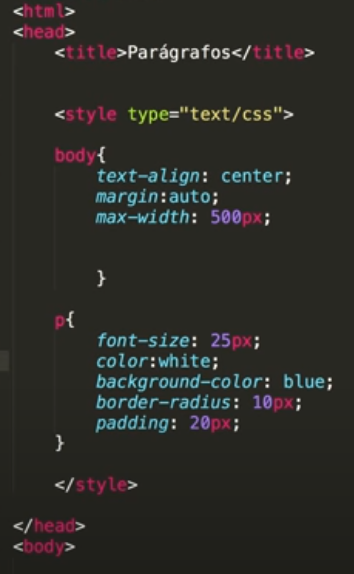 <html>
<head>
<title>Parágrafos</title>
<style type="text/css">
body{
text-align: center;
margin:auto;
max-width: 500px;
}
p{
font-size: 25px;
color:white;
background-color: blue;
border-radius: 10px;
padding: 20px;
}
</style>
</head>
<body>